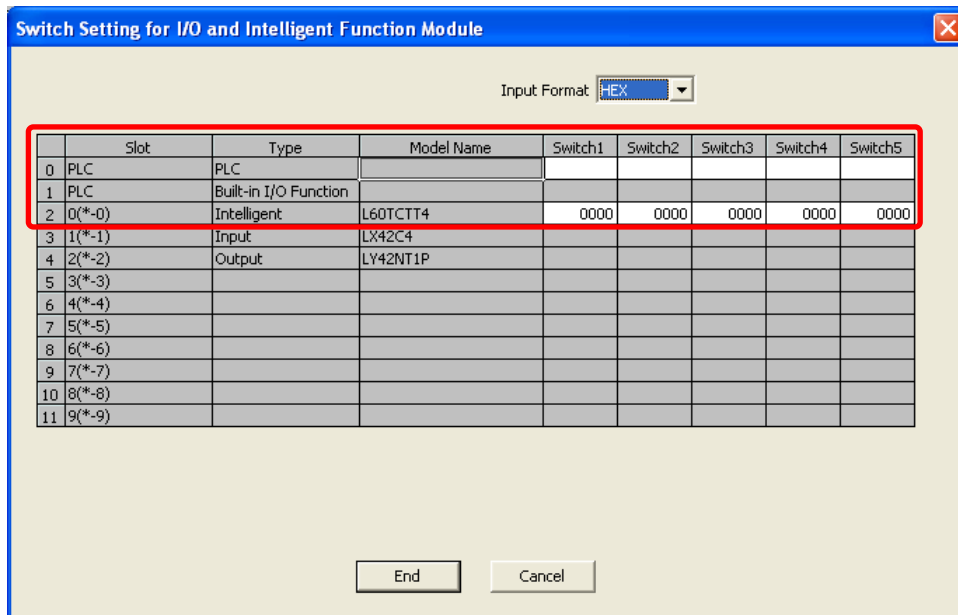 Switch Setting for I/O and Intelligent Function Module
Input Format HEX
Slot Type Model Name Switch1 Switch2 Switch3 Switch4 Switch5
0 PLC PLC
1 PLC Built-in I/O Function
2 0(*-0) Intelligent L60TCTT4 0000 0000 0000 0000 0000
3 1(*-1) Input LX42C4
4 2(*-2) Output LY42NT1P
5 3(*-3)
6 4(*-4)
7 5(*-5)
8 6(*-6)
9 7(*-7)
10 8(*-8)
11 9(*-9)
End Cancel